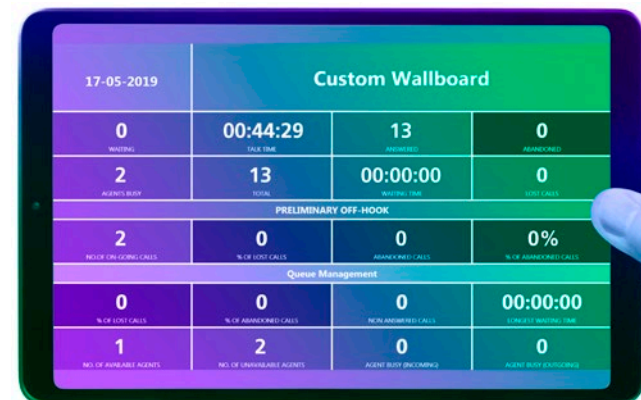 17-05-2019
Custom Wallboard
0 00:44:29 13 0
WAITING TALK TIME ANSWERED ABANDONED
2 13 00:00:00 0
AGENTS BUSY TOTAL WAITING TIME LOST CALLS
PRELIMINARY OFF-HOOK
2 0 0 0%
NO.OF ON-GOING CALLS % OF LOST CALLS ABANDONED CALLS % OF ABANDONED CALLS
Queue Management
0 0 0 00:00:00
% OF LOST CALLS % OF ABANDONED CALLS NON ANSWERED CALLS LONGEST WAITING TIME
1 2 0 0
NO. OF AVAILABLE AGENTS NO. OF UNAVAILABLE AGENTS AGENT BUSY (INCOMING) AGENT BUSY (OUTGOING)